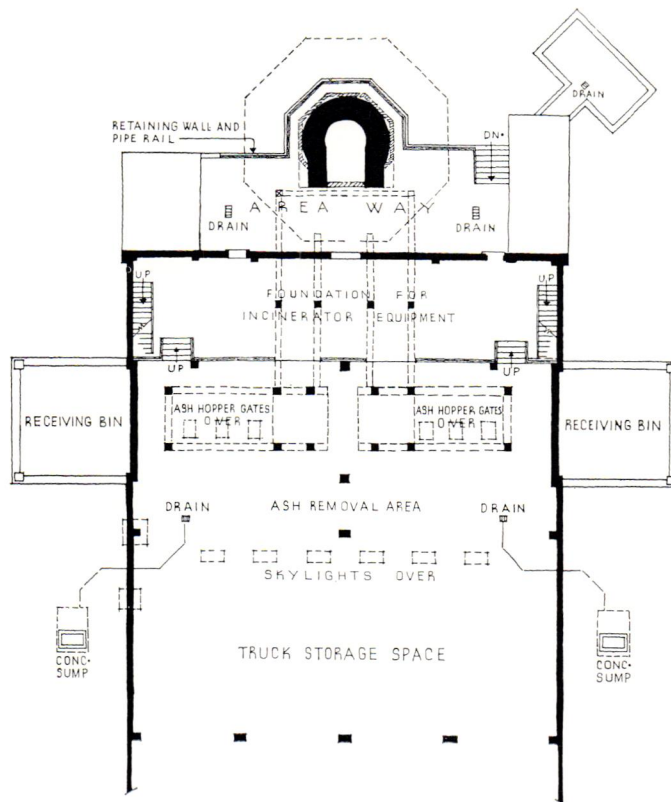 DRAIN
RETAINING WALL AND
PIPE RAIL
DN.
AREA WAY
DRAIN
DRAIN
UP
UP
FOUNDATION FOR
INCINERATOR EQUIPMENT
UP
UP
RECEIVING BIN
ASH HOPPER GATES
OVER
ASH HOPPER GATES
OVER
RECEIVING BIN
DRAIN
ASH REMOVAL AREA
DRAIN
SKYLIGHTS OVER
TRUCK STORAGE SPACE
CONC.
SUMP
CONC.
SUMP